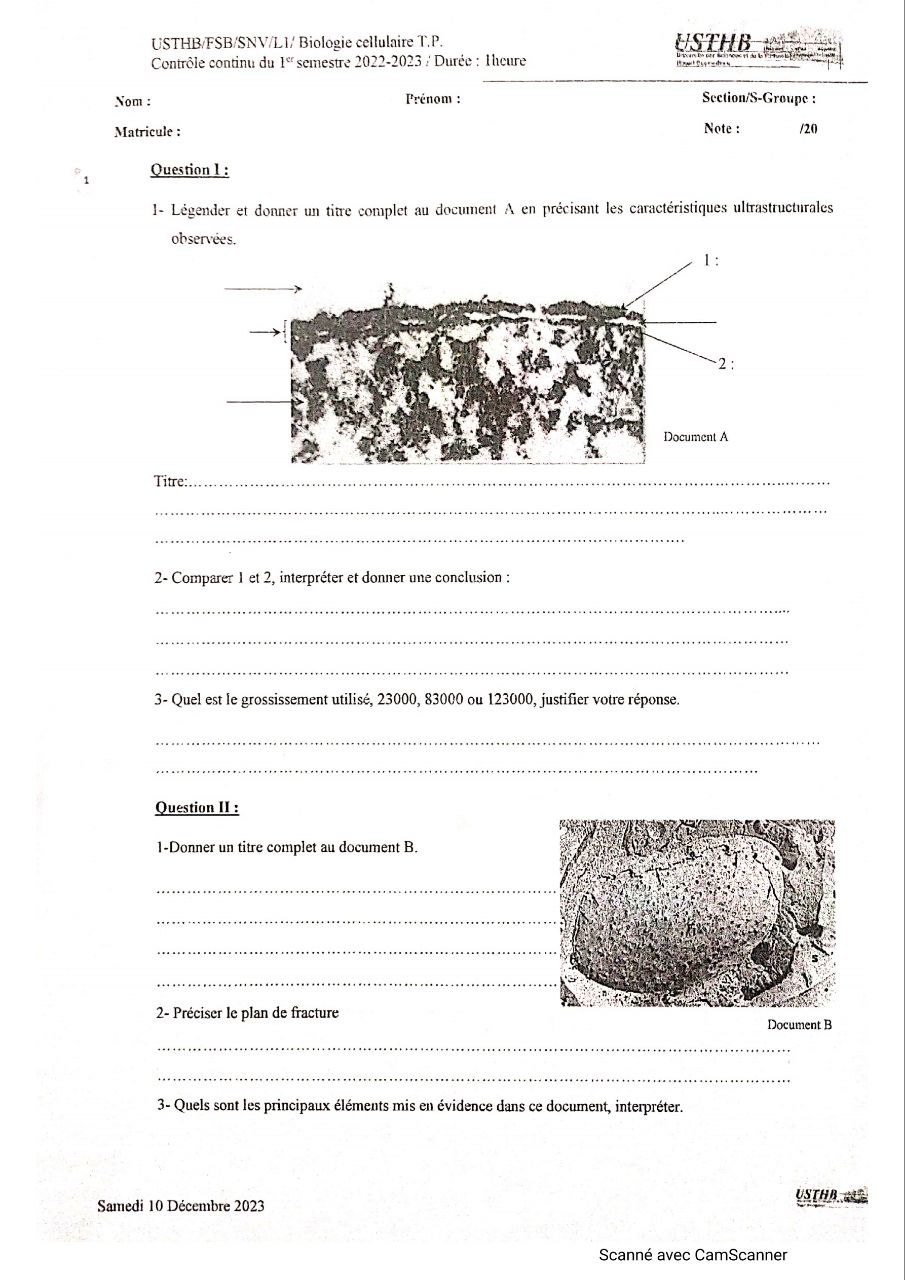 USTHB/FSB/SNV/L1/ Biologie cellulaire T.P.
Contrôle continu du 1er semestre 2022-2023 / Durée : 1heure
USTHB
Nom :
Prénom :
Section/S-Groupe :
Matricule :
Note : /20
1
Question I :
1- Légender et donner un titre complet au document A en précisant les caractéristiques ultrastructurales
observées.
1 :
2 :
Document A
Titre:
2- Comparer 1 et 2, interpréter et donner une conclusion :
3- Quel est le grossissement utilisé, 23000, 83000 ou 123000, justifier votre réponse.
Question II :
1-Donner un titre complet au document B.
S
2- Préciser le plan de fracture
Document B
3- Quels sont les principaux éléments mis en évidence dans ce document, interpréter.
Samedi 10 Décembre 2023
USTHB
Scanné avec CamScanner